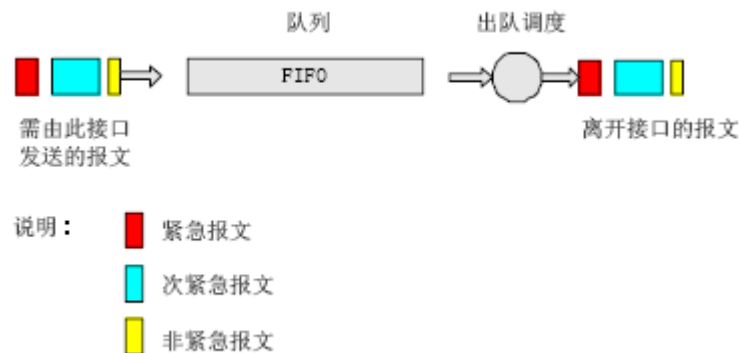 队列
出队调度
FIFO
需由此接口
发送的报文
离开接口的报文
说明：
紧急报文
次紧急报文
非紧急报文